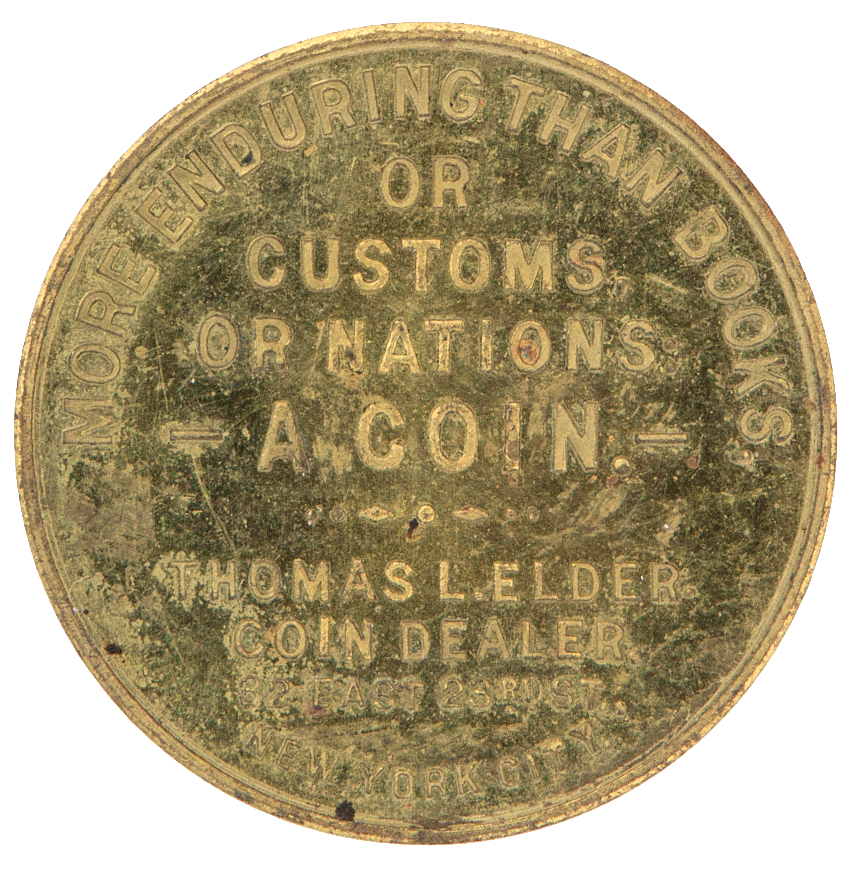 MORE ENDURING THAN BOOKS,
OR
CUSTOMS,
OR NATIONS.
— A COIN. —
THOMAS L. ELDER.
COIN DEALER.
32 EAST 23RD ST.
NEW YORK CITY.